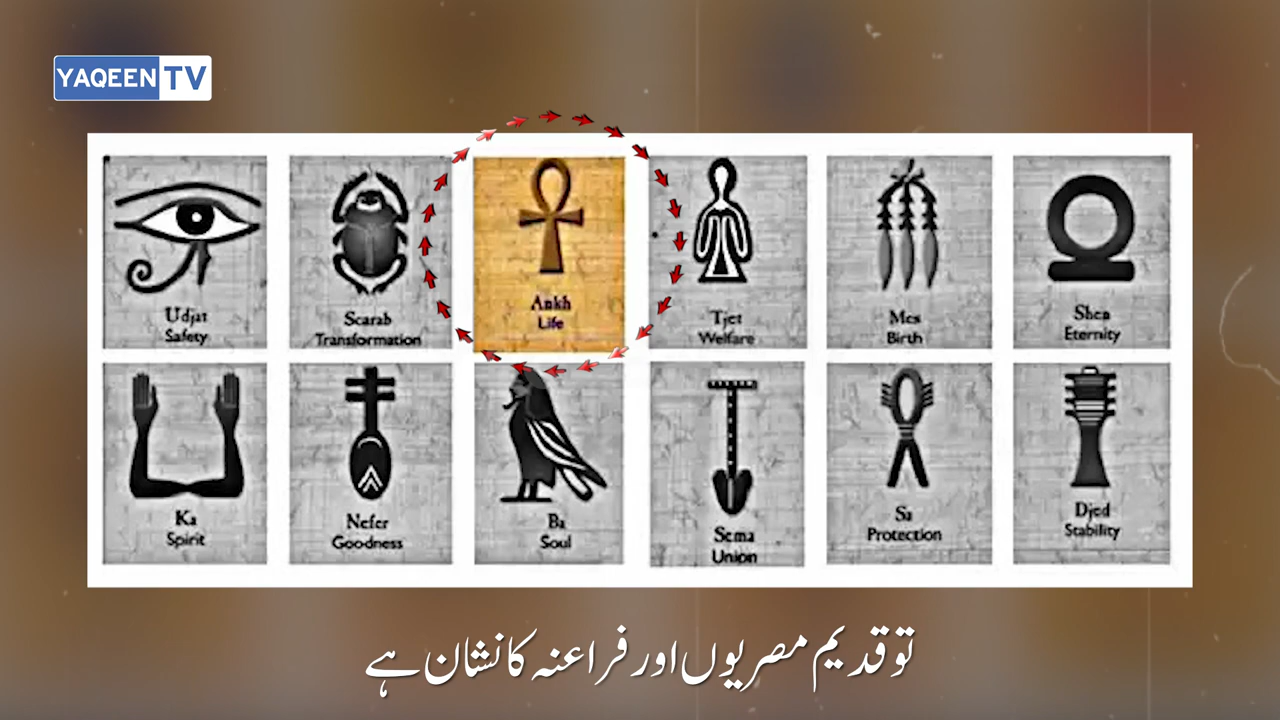 YAQEEN TV
Udjat
Safety
Scarab
Transformation
Ankh
Life
Tjet
Welfare
Mes
Birth
Shen
Eternity
Ka
Spirit
Nefer
Goodness
Ba
Soul
Sema
Union
Sa
Protection
Djed
Stability
تو قدیم مصریوں اور فراعنہ کا نشان ہے